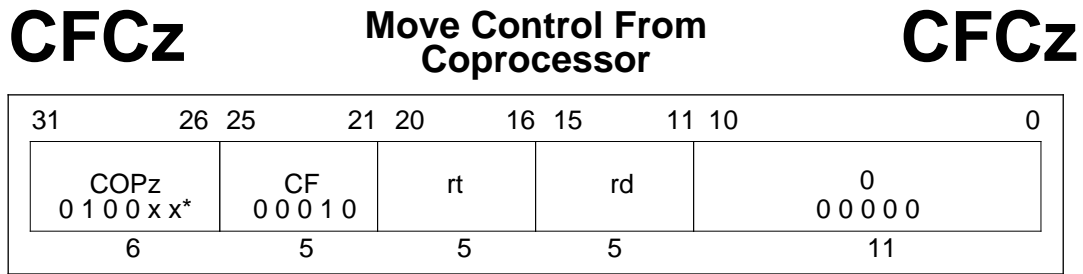 CFCz Move Control From Coprocessor CFCz
31 26 25 21 20 16 15 11 10 0
COPz CF rt rd 0
0 1 0 0 x x* 0 0 0 1 0 0 0 0 0 0
6 5 5 5 11